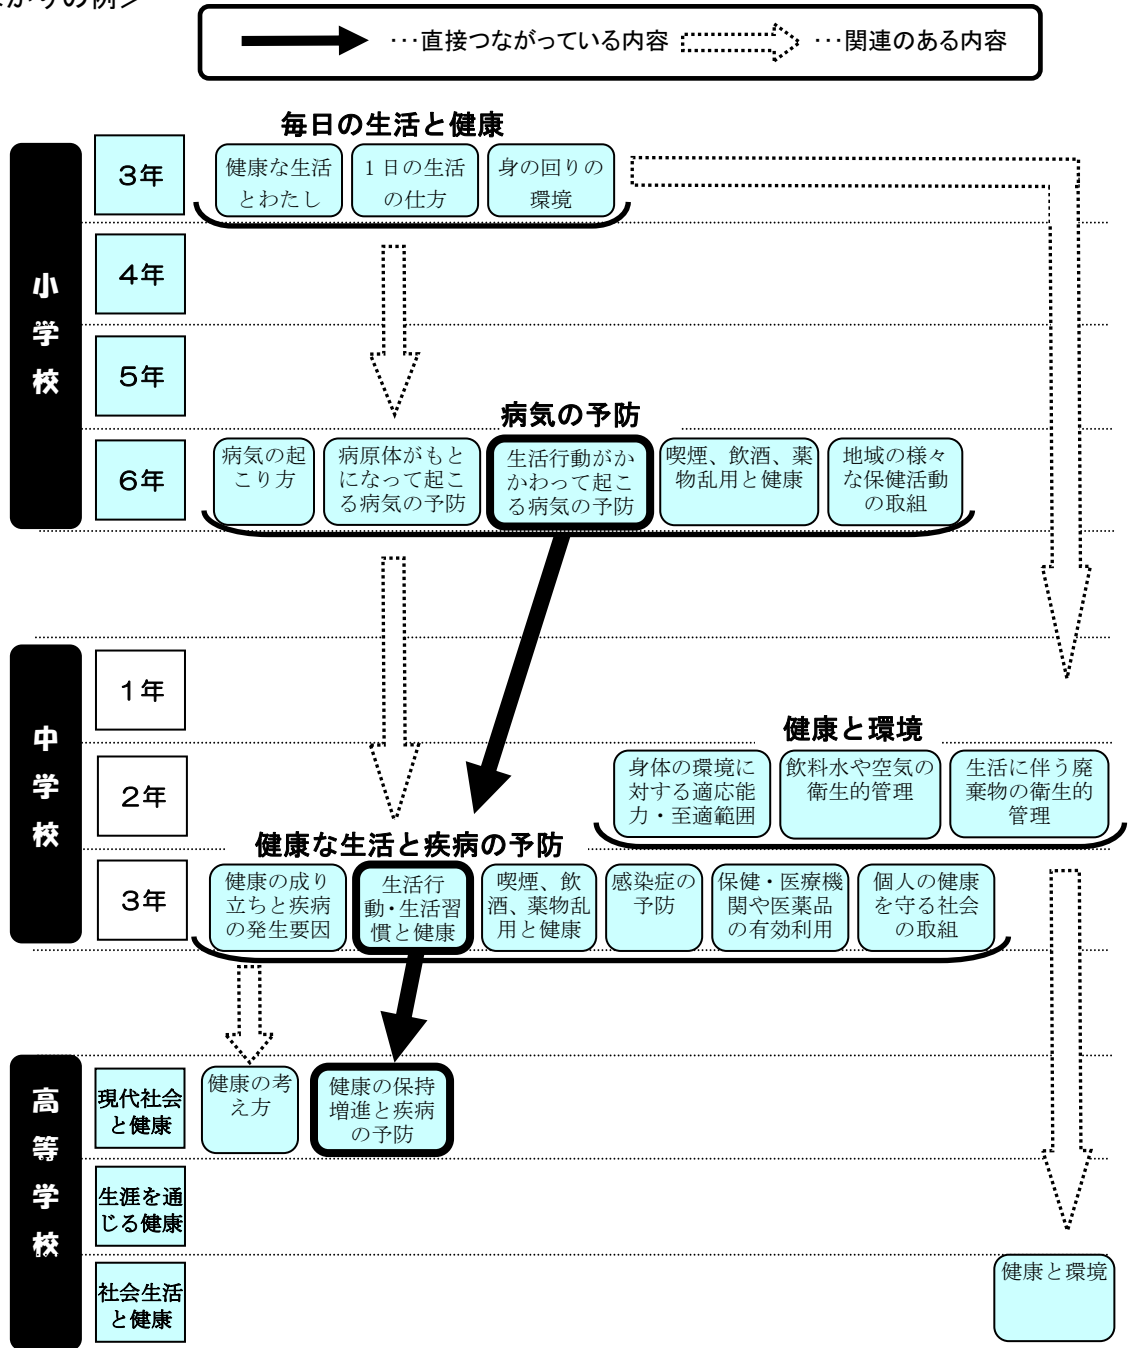 がりの例＞
…直接つながっている内容
…関連のある内容
小学校
3年
毎日の生活と健康
健康な生活
とわたし
1日の生活
の仕方
身の回りの
環境
4年
5年
6年
病気の予防
病気の起
こり方
病原体がもと
になって起こ
る病気の予防
生活行動がか
かわって起こ
る病気の予防
喫煙、飲酒、薬
物乱用と健康
地域の様々
な保健活動
の取組
中学校
1年
2年
健康と環境
身体の環境に
対する適応能
力・至適範囲
飲料水や空気の
衛生的管理
生活に伴う廃
棄物の衛生的
管理
3年
健康な生活と疾病の予防
健康の成り
立ちと疾病
の発生要因
生活行
動・生活習
慣と健康
喫煙、飲
酒、薬物乱
用と健康
感染症の
予防
保健・医療機
関や医薬品
の有効利用
個人の健康
を守る社会
の取組
高等学校
現代社会
と健康
健康の考
え方
健康の保持
増進と疾病
の予防
生涯を通
じる健康
社会生活
と健康
健康と環境